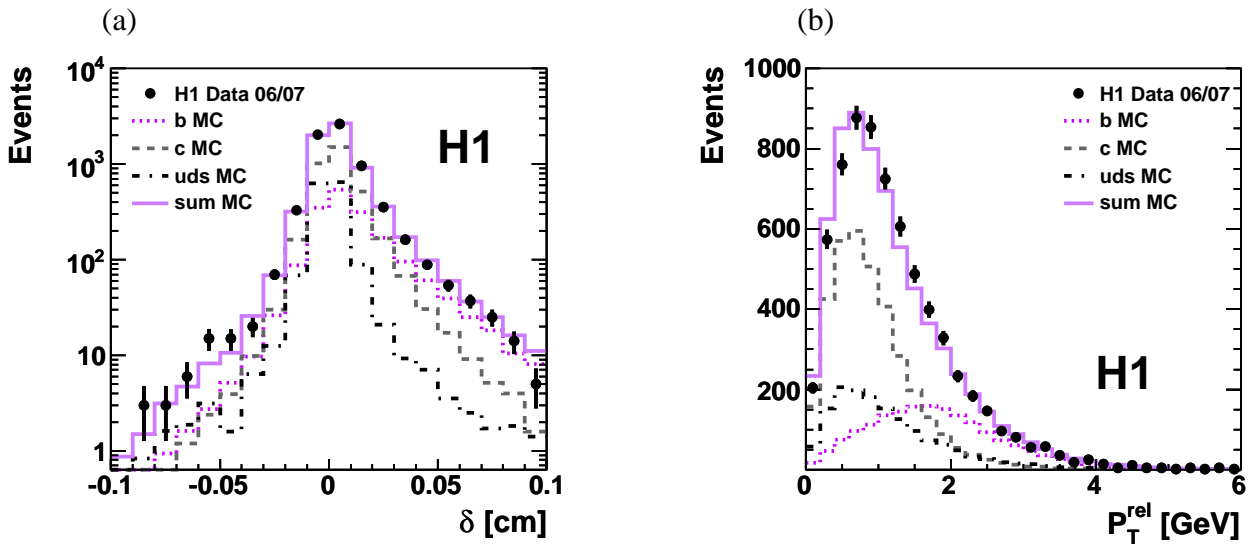 (a)
Events
10^4
10^3
10^2
10
1
H1 Data 06/07
b MC
c MC
uds MC
sum MC
H1
-0.1 -0.05 0 0.05 0.1
δ [cm]
(b)
Events
1000
800
600
400
200
H1 Data 06/07
b MC
c MC
uds MC
sum MC
H1
0 2 4 6
P_T^rel [GeV]